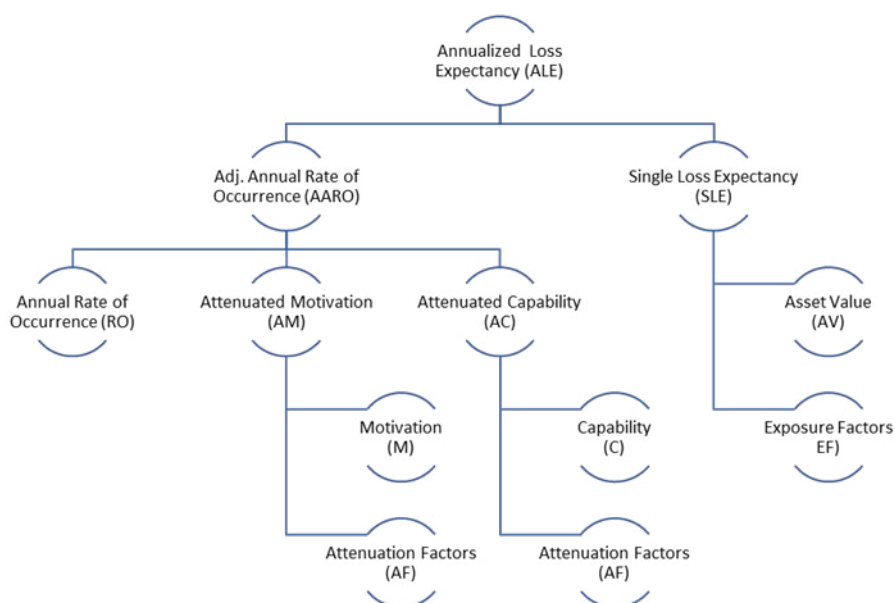 Annualized Loss
Expectancy (ALE)
Adj. Annual Rate of
Occurrence (AARO)
Single Loss Expectancy
(SLE)
Annual Rate of
Occurrence (RO)
Attenuated Motivation
(AM)
Attenuated Capability
(AC)
Asset Value
(AV)
Motivation
(M)
Capability
(C)
Exposure Factors
EF)
Attenuation Factors
(AF)
Attenuation Factors
(AF)